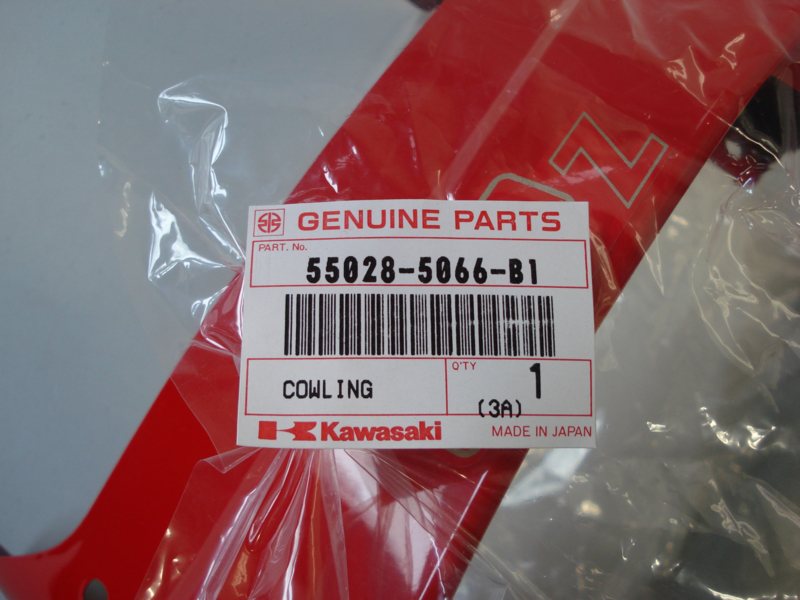 GENUINE PARTS
PART. No.
55028-5066-B1
COWLING
Q'TY 1
(3A)
Kawasaki
MADE IN JAPAN